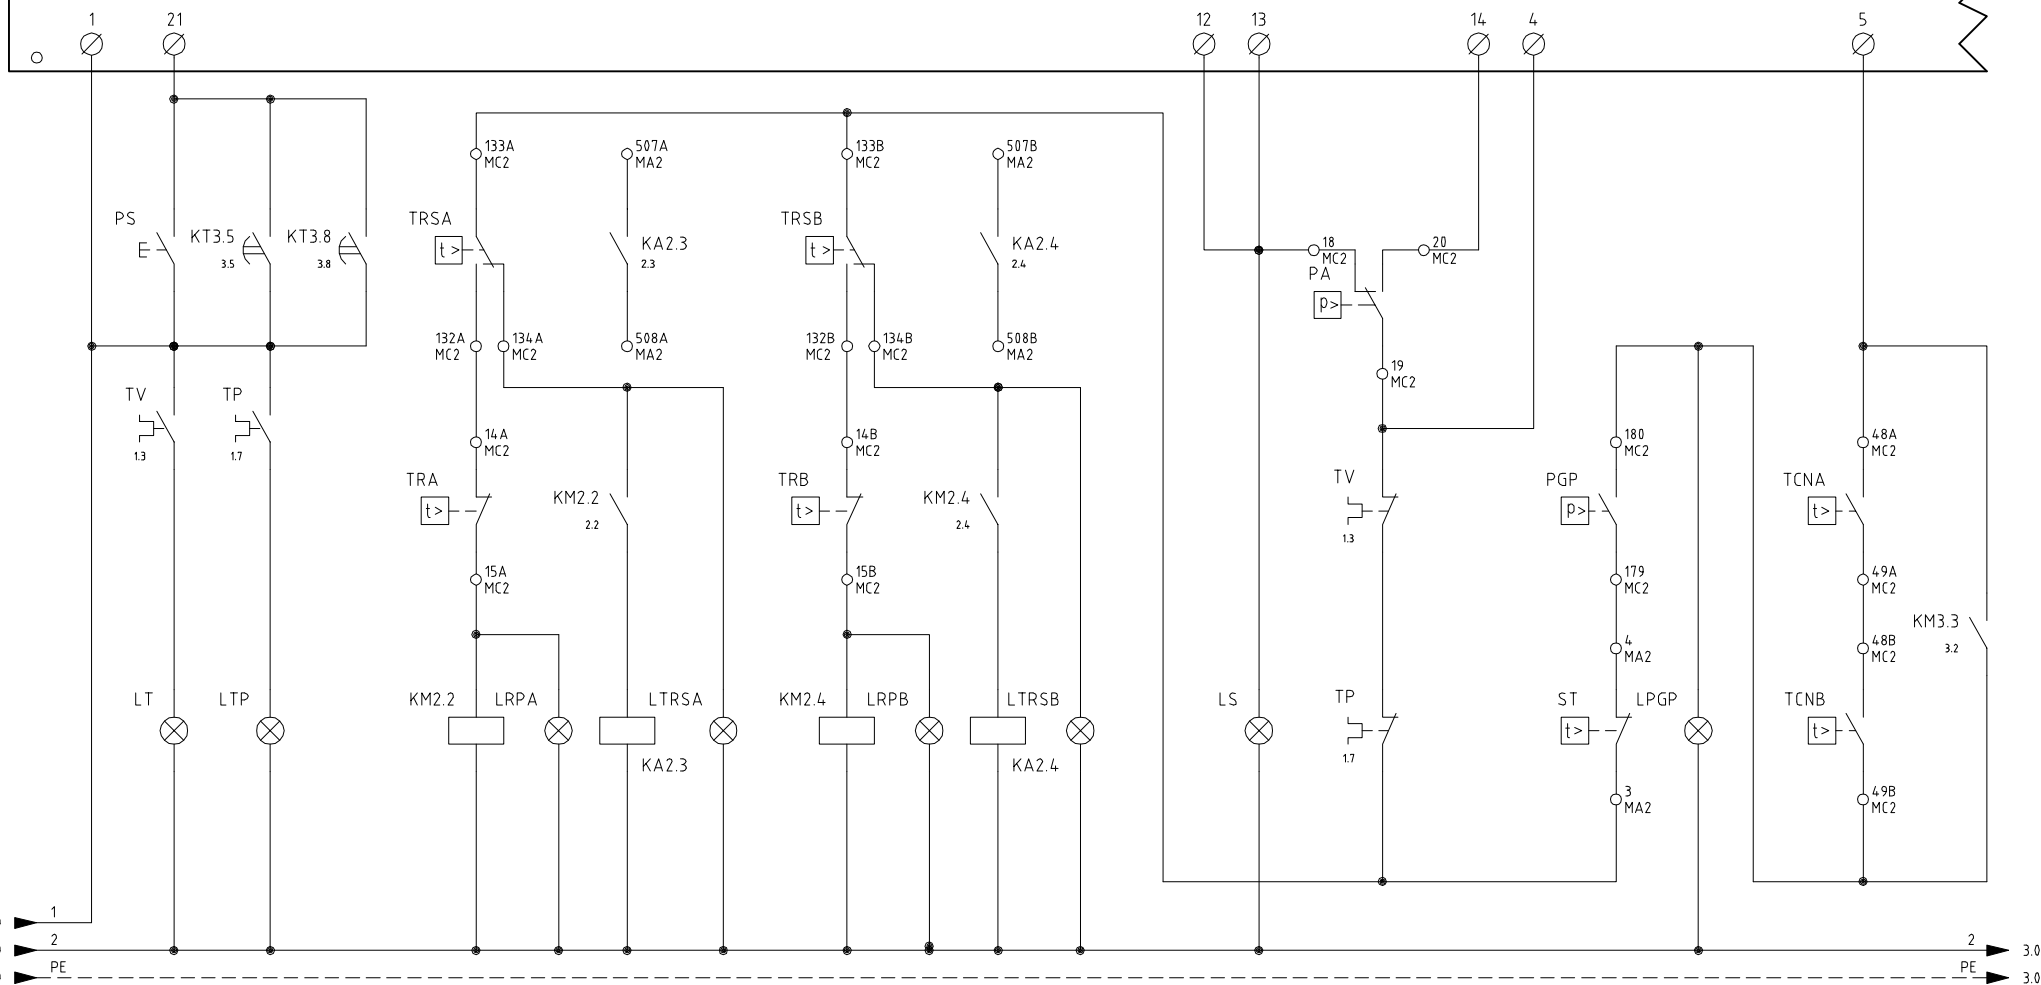 1
21
12
13
14
4
5
133A
MC2
507A
MA2
133B
MC2
507B
MA2
PS
E
KT3.5
3.5
KT3.8
3.8
TRSA
t>
KA2.3
2.3
TRSB
t>
KA2.4
2.4
18
MC2
20
MC2
PA
p>
132A
MC2
134A
MC2
508A
MA2
132B
MC2
134B
MC2
508B
MA2
19
MC2
TV
1.3
TP
1.7
14A
MC2
14B
MC2
180
MC2
48A
MC2
TRA
t>
KM2.2
2.2
TRB
t>
KM2.4
2.4
TV
1.3
PGP
p>
TCNA
t>
15A
MC2
15B
MC2
179
MC2
49A
MC2
KM3.3
3.2
4
MA2
48B
MC2
LT
LTP
KM2.2
LRPA
LTRSA
KA2.3
KM2.4
LRPB
LTRSB
KA2.4
LS
TP
1.7
ST
t>
LPGP
TCNB
t>
3
MA2
49B
MC2
1
2
2
3.0
PE
PE
3.0